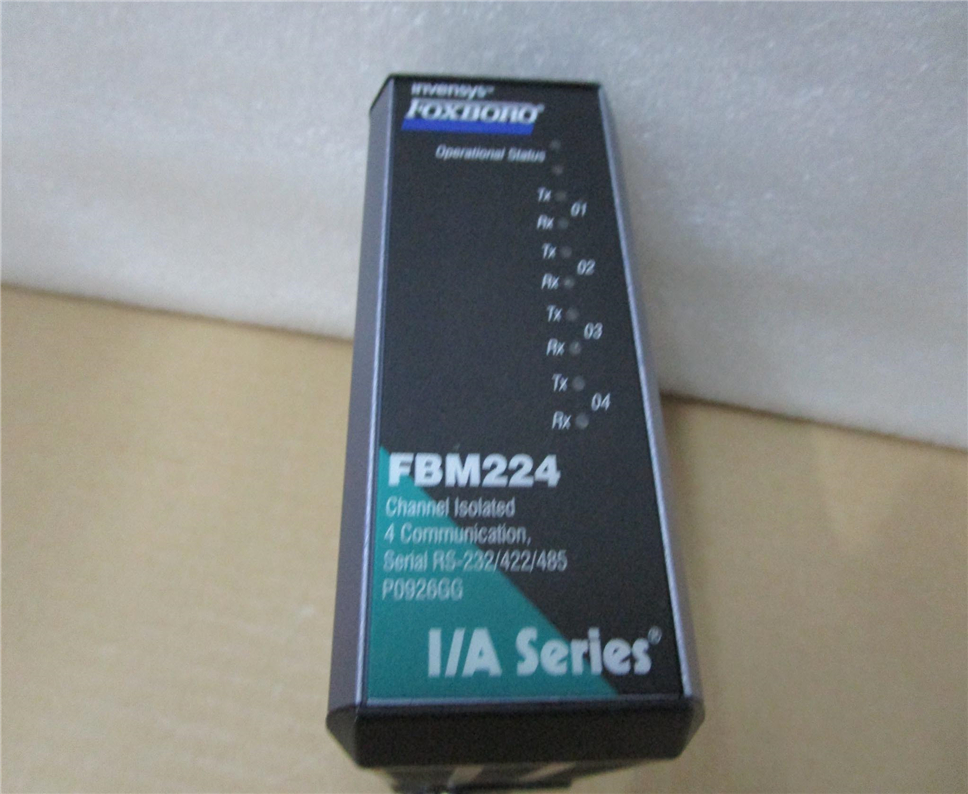 invensys™
FOXBORO®
Operational Status
Tx
01
Rx
Tx
02
Rx
Tx
03
Rx
Tx
04
Rx
FBM224
Channel Isolated
4 Communication,
Serial RS-232/422/485
P0926GG
I/A Series®